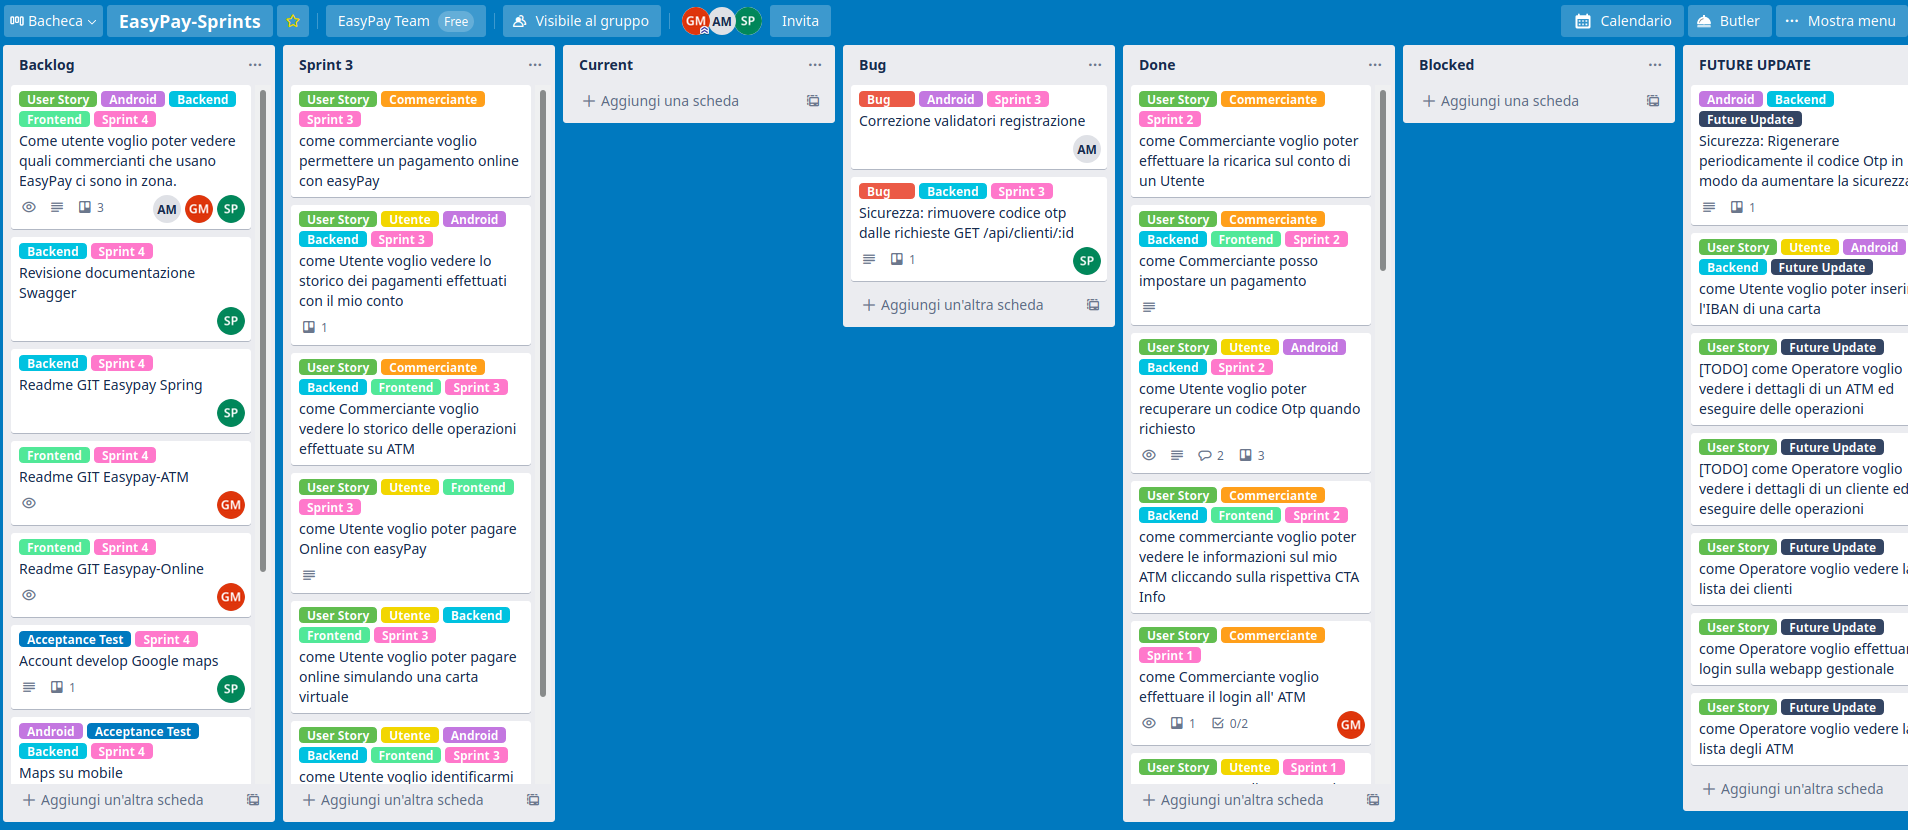 Bacheca
EasyPay-Sprints
EasyPay Team Free
Visibile al gruppo
GM AM SP
Invita
Calendario
Butler
Mostra menu
Backlog
User Story Android Backend
Frontend Sprint 4
Come utente voglio poter vedere
quali commercianti che usano
EasyPay ci sono in zona.
3 AM GM SP
Backend Sprint 4
Revisione documentazione
Swagger
SP
Backend Sprint 4
Readme GIT Easypay Spring
SP
Frontend Sprint 4
Readme GIT Easypay-ATM
GM
Frontend Sprint 4
Readme GIT Easypay-Online
GM
Acceptance Test Sprint 4
Account develop Google maps
1 SP
Android Acceptance Test
Backend Sprint 4
Maps su mobile
+ Aggiungi un'altra scheda
Sprint 3
User Story Commerciante
Sprint 3
come commerciante voglio
permettere un pagamento online
con easyPay
User Story Utente Android
Backend Sprint 3
come Utente voglio vedere lo
storico dei pagamenti effettuati
con il mio conto
1
User Story Commerciante
Backend Frontend Sprint 3
come Commerciante voglio
vedere lo storico delle operazioni
effettuate su ATM
User Story Utente Frontend
Sprint 3
come Utente voglio poter pagare
Online con easyPay
User Story Utente Backend
Frontend Sprint 3
come Utente voglio poter pagare
online simulando una carta
virtuale
User Story Utente Android
Backend Frontend Sprint 3
come Utente voglio identificarmi
+ Aggiungi un'altra scheda
Current
+ Aggiungi una scheda
Bug
Bug Android Sprint 3
Correzione validatori registrazione
AM
Bug Backend Sprint 3
Sicurezza: rimuovere codice otp
dalle richieste GET /api/clienti/:id
1 SP
+ Aggiungi un'altra scheda
Done
User Story Commerciante
Sprint 2
come Commerciante voglio poter
effettuare la ricarica sul conto di
un Utente
User Story Commerciante
Backend Frontend Sprint 2
come Commerciante posso
impostare un pagamento
User Story Utente Android
Backend Sprint 2
come Utente voglio poter
recuperare un codice Otp quando
richiesto
2 3
User Story Commerciante
Backend Frontend Sprint 2
come commerciante voglio poter
vedere le informazioni sul mio
ATM cliccando sulla rispettiva CTA
Info
User Story Commerciante
Sprint 1
come Commerciante voglio
effettuare il login all' ATM
1 0/2 GM
User Story Utente Sprint 1
+ Aggiungi un'altra scheda
Blocked
+ Aggiungi una scheda
FUTURE UPDATE
Android Backend
Future Update
Sicurezza: Rigenerare
periodicamente il codice Otp in
modo da aumentare la sicurezza
1
User Story Utente Android
Backend Future Update
come Utente voglio poter inseri
l'IBAN di una carta
User Story Future Update
[TODO] come Operatore voglio
vedere i dettagli di un ATM ed
eseguire delle operazioni
User Story Future Update
[TODO] come Operatore voglio
vedere i dettagli di un cliente ed
eseguire delle operazioni
User Story Future Update
come Operatore voglio vedere la
lista dei clienti
User Story Future Update
come Operatore voglio effettuar
login sulla webapp gestionale
User Story Future Update
come Operatore voglio vedere la
lista degli ATM
+ Aggiungi un'altra scheda